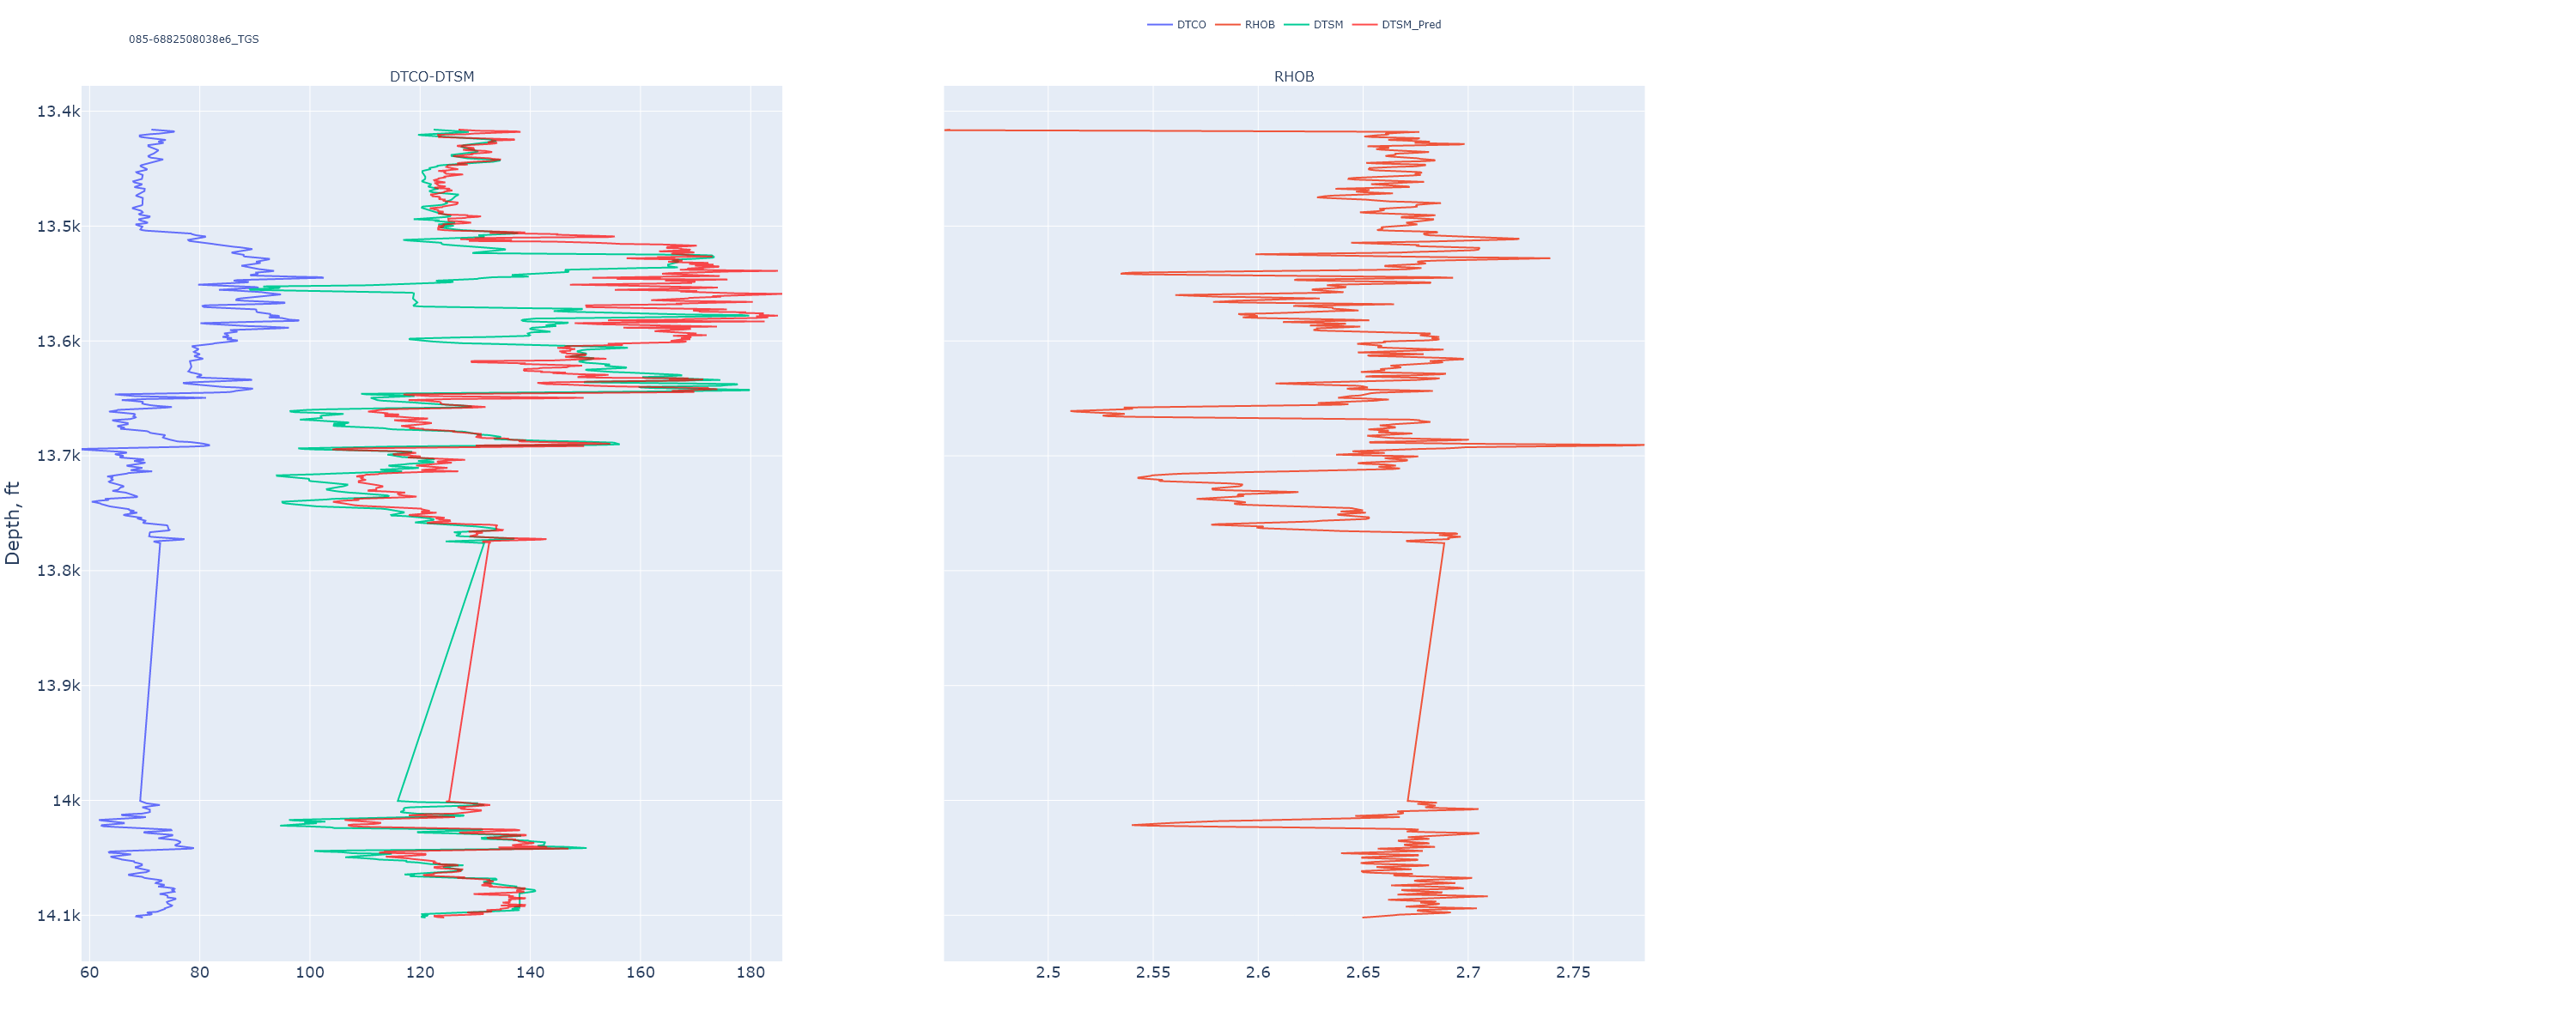 DTCO RHOB DTSM DTSM_Pred
085-6882508038e6_TGS
DTCO-DTSM
RHOB
Depth, ft
13.4k
13.5k
13.6k
13.7k
13.8k
13.9k
14k
14.1k
60 80 100 120 140 160 180
2.5 2.55 2.6 2.65 2.7 2.75